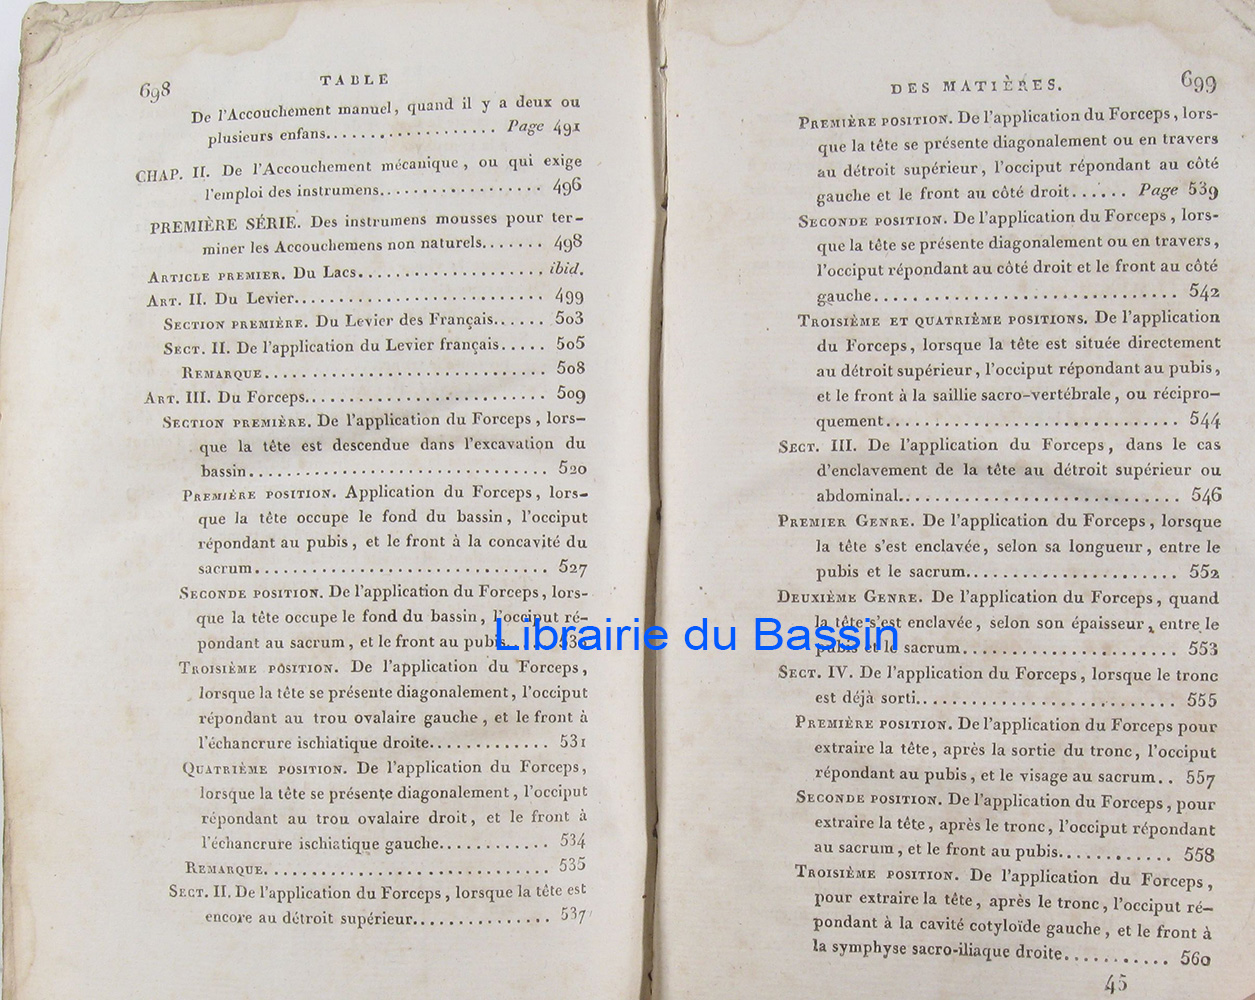 698
TABLE
De l'Accouchement manuel, quand il y a deux ou
plusieurs enfans................... Page 491
CHAP. II. De l'Accouchement mécanique, ou qui exige
l'emploi des instrumens.................. 496
PREMIÈRE SÉRIE. Des instrumens mousses pour ter-
miner les Accouchemens non naturels....... 498
ARTICLE PREMIER. Du Lacs.................... ibid.
ART. II. Du Levier........................... 499
SECTION PREMIÈRE. Du Levier des Français...... 503
SECT. II. De l'application du Levier français..... 505
REMARQUE.............................. 508
ART. III. Du Forceps.......................... 509
SECTION PREMIÈRE. De l'application du Forceps, lors-
que la tête est descendue dans l'excavation du
bassin................................ 520
PREMIÈRE POSITION. Application du Forceps, lors-
que la tête occupe le fond du bassin, l'occiput
répondant au pubis, et le front à la concavité du
sacrum................................ 527
SECONDE POSITION. De l'application du Forceps, lors-
que la tête occupe le fond du bassin, l'occiput ré-
pondant au sacrum, et le front au pubis..
TROISIÈME POSITION. De l'application du Forceps,
lorsque la tête se présente diagonalement, l'occiput
répondant au trou ovalaire gauche, et le front à
l'échancrure ischiatique droite............. 531
QUATRIÈME POSITION. De l'application du Forceps,
lorsque la tête se présente diagonalement, l'occiput
répondant au trou ovalaire droit, et le front à
l'échancrure ischiatique gauche............ 534
REMARQUE............................... 535
SECT. II. De l'application du Forceps, lorsque la tête est
encore au détroit supérieur............... 537
DES MATIÈRES.
699
PREMIÈRE POSITION. De l'application du Forceps, lors-
que la tête se présente diagonalement ou en travers
au détroit supérieur, l'occiput répondant au côté
gauche et le front au côté droit...... Page 539
SECONDE POSITION. De l'application du Forceps, lors-
que la tête se présente diagonalement ou en travers,
l'occiput répondant au côté droit et le front au côté
gauche................................ 542
TROISIÈME ET QUATRIÈME POSITIONS. De l'application
du Forceps, lorsque la tête est située directement
au détroit supérieur, l'occiput répondant au pubis,
et le front à la saillie sacro-vertébrale, ou récipro-
quement............................... 544
SECT. III. De l'application du Forceps, dans le cas
d'enclavement de la tête au détroit supérieur ou
abdominal.............................. 546
PREMIER GENRE. De l'application du Forceps, lorsque
la tête s'est enclavée, selon sa longueur, entre le
pubis et le sacrum...................... 552
DEUXIÈME GENRE. De l'application du Forceps, quand
la tête s'est enclavée, selon son épaisseur, entre le
pubis et le sacrum....................... 553
SECT. IV. De l'application du Forceps, lorsque le tronc
est déjà sorti........................... 555
PREMIÈRE POSITION. De l'application du Forceps pour
extraire la tête, après la sortie du tronc, l'occiput
répondant au pubis, et le visage au sacrum.. 557
SECONDE POSITION. De l'application du Forceps, pour
extraire la tête, après le tronc, l'occiput répondant
au sacrum, et le front au pubis............ 558
TROISIÈME POSITION. De l'application du Forceps,
pour extraire la tête, après le tronc, l'occiput ré-
pondant à la cavité cotyloïde gauche, et le front à
la symphyse sacro-iliaque droite........... 560
45
Librairie du Bassin